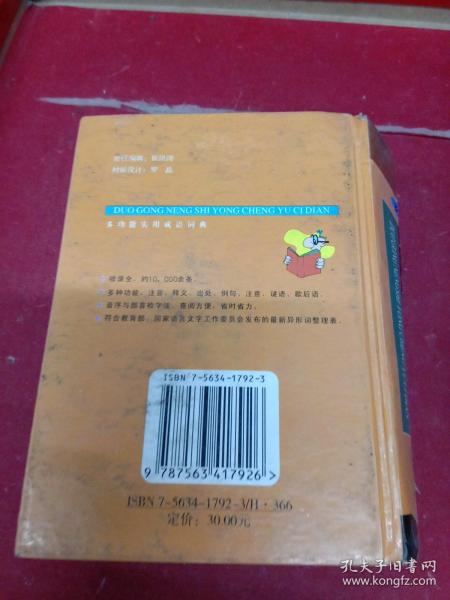 责任编辑：崔洪涛
封面设计：罗 晶
DUO GONG NENG SHI YONG CHENG YU CI DIAN
多功能实用成语词典
收录全，约10,000余条。
多种功能，注音、释义、出处、例句、注意、谜语、歇后语。
音序与部首检字法，查阅方便，省时省力。
符合教育部、国家语言文字工作委员会发布的最新异形词整理表。
ISBN 7-5634-1792-3
9 787563 417926 >
ISBN 7-5634-1792-3/H·366
定价：30.00元
孔夫子旧书网
www.kongfz.com